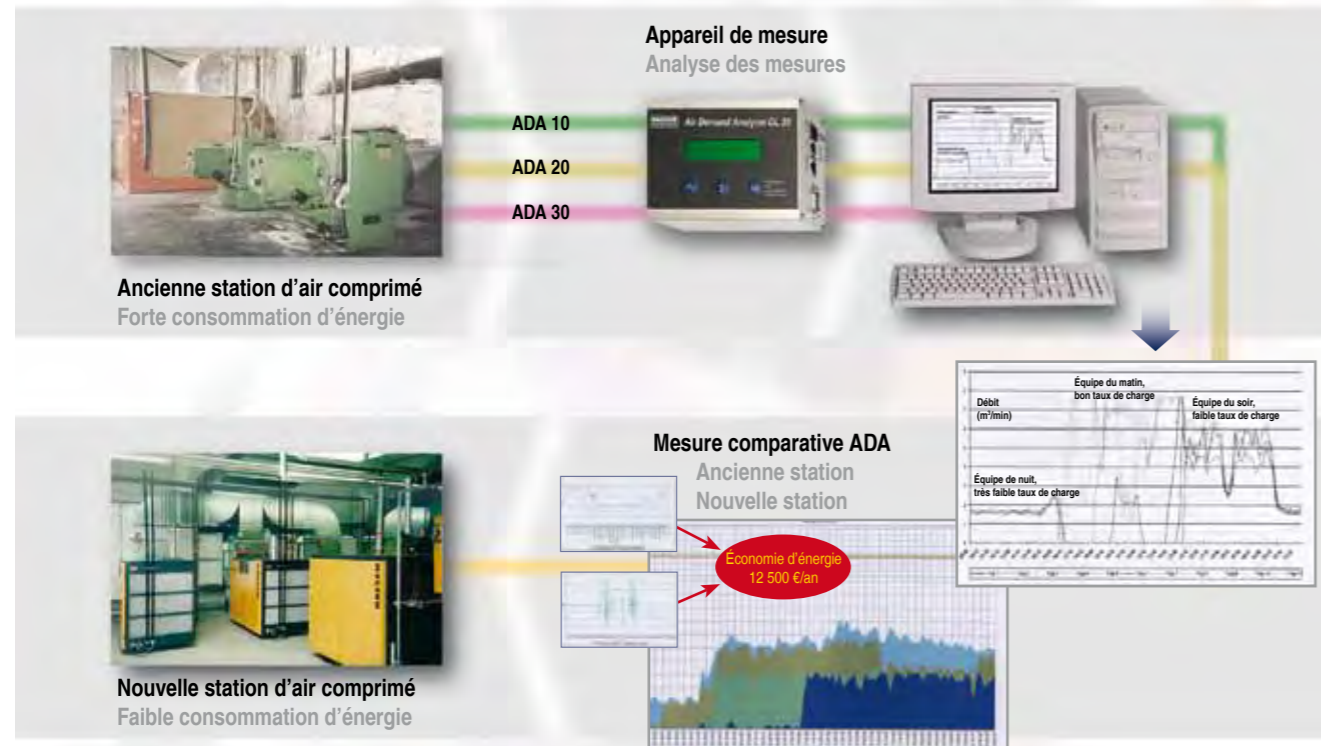 Appareil de mesure
Analyse des mesures
ADA 10
ADA 20
ADA 30
Air Demand Analyse CL 20
Ancienne station d’air comprimé
Forte consommation d’énergie
Débit
(m³/min)
Équipe du matin,
bon taux de charge
Équipe du soir,
faible taux de charge
Équipe de nuit,
très faible taux de charge
Mesure comparative ADA
Ancienne station
Nouvelle station
Économie d’énergie
12 500 €/an
Nouvelle station d’air comprimé
Faible consommation d’énergie